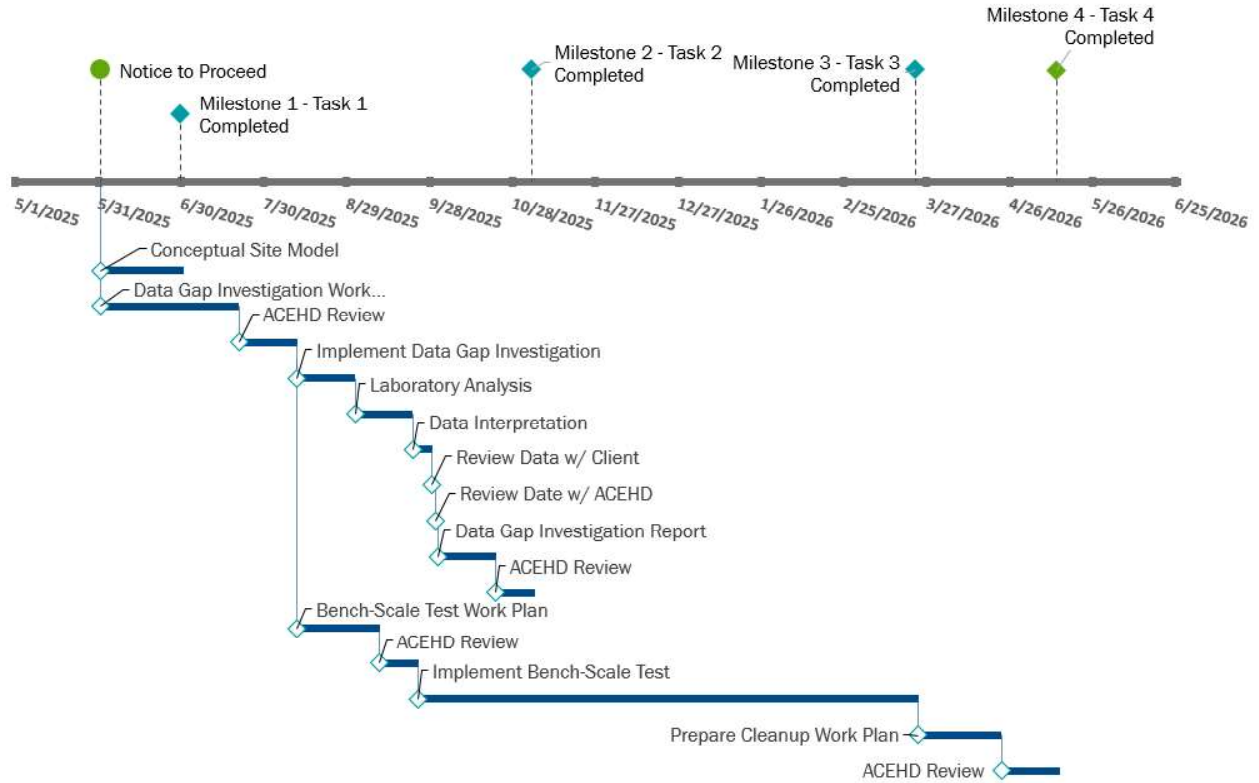 Milestone 4 - Task 4
Completed
Milestone 2 - Task 2
Completed
Milestone 3 - Task 3
Completed
Notice to Proceed
Milestone 1 - Task 1
Completed
5/1/2025
5/31/2025
6/30/2025
7/30/2025
8/29/2025
9/28/2025
10/28/2025
11/27/2025
12/27/2025
1/26/2026
2/25/2026
3/27/2026
4/26/2026
5/26/2026
6/25/2026
Conceptual Site Model
Data Gap Investigation Work...
ACEHD Review
Implement Data Gap Investigation
Laboratory Analysis
Data Interpretation
Review Data w/ Client
Review Date w/ ACEHD
Data Gap Investigation Report
ACEHD Review
Bench-Scale Test Work Plan
ACEHD Review
Implement Bench-Scale Test
Prepare Cleanup Work Plan
ACEHD Review